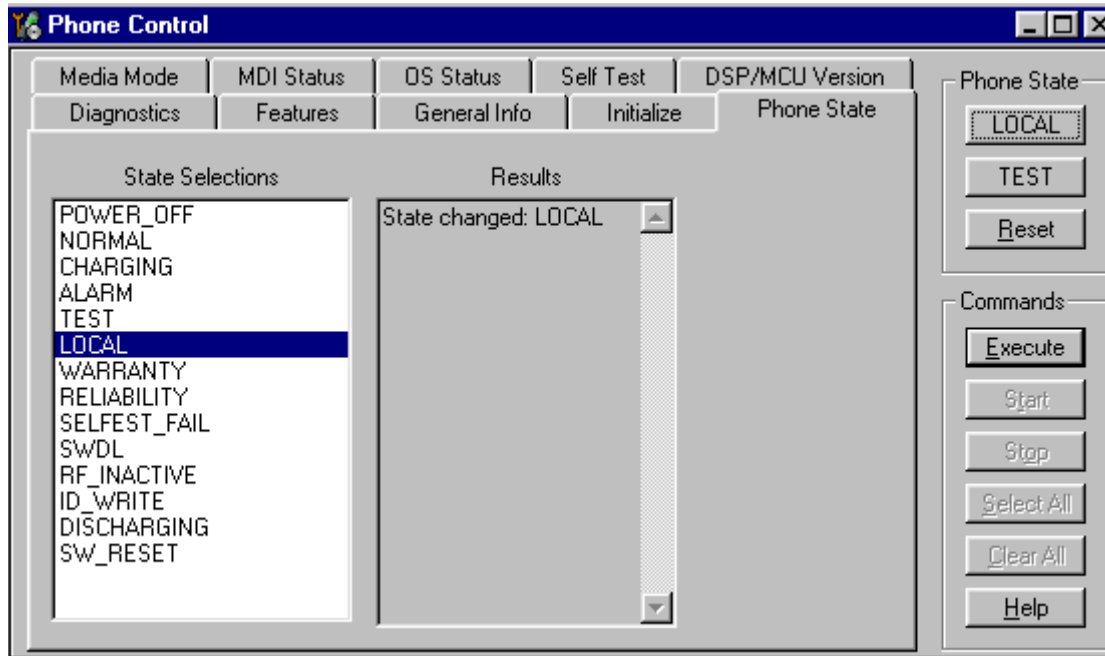 Phone Control
Media Mode MDI Status OS Status Self Test DSP/MCU Version
Diagnostics Features General Info Initialize Phone State
State Selections
POWER_OFF
NORMAL
CHARGING
ALARM
TEST
LOCAL
WARRANTY
RELIABILITY
SELFEST_FAIL
SWDL
RF_INACTIVE
ID_WRITE
DISCHARGING
SW_RESET
Results
State changed: LOCAL
Phone State
LOCAL
TEST
Reset
Commands
Execute
Start
Stop
Select All
Clear All
Help